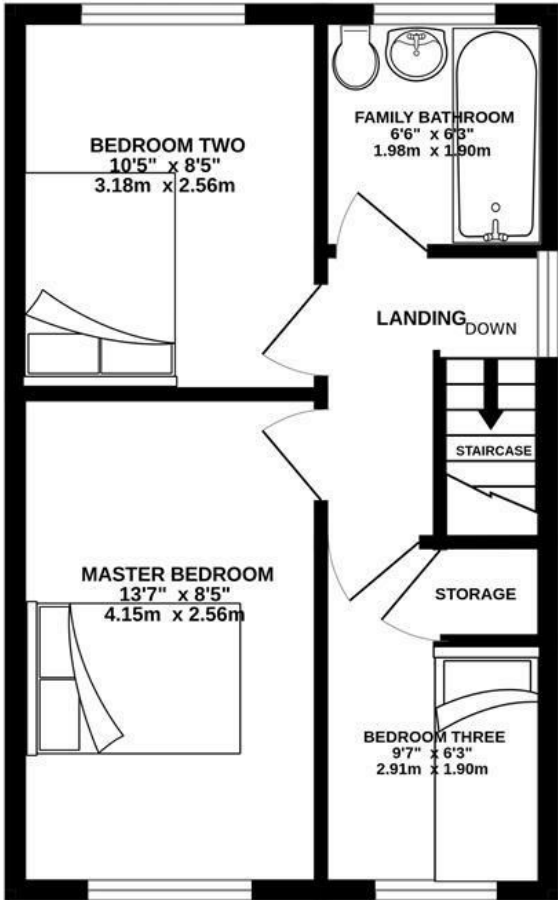 BEDROOM TWO
10'5" x 8'5"
3.18m x 2.56m
FAMILY BATHROOM
6'6" x 6'3"
1.98m x 1.90m
LANDING
DOWN
STAIRCASE
MASTER BEDROOM
13'7" x 8'5"
4.15m x 2.56m
STORAGE
BEDROOM THREE
9'7" x 6'3"
2.91m x 1.90m